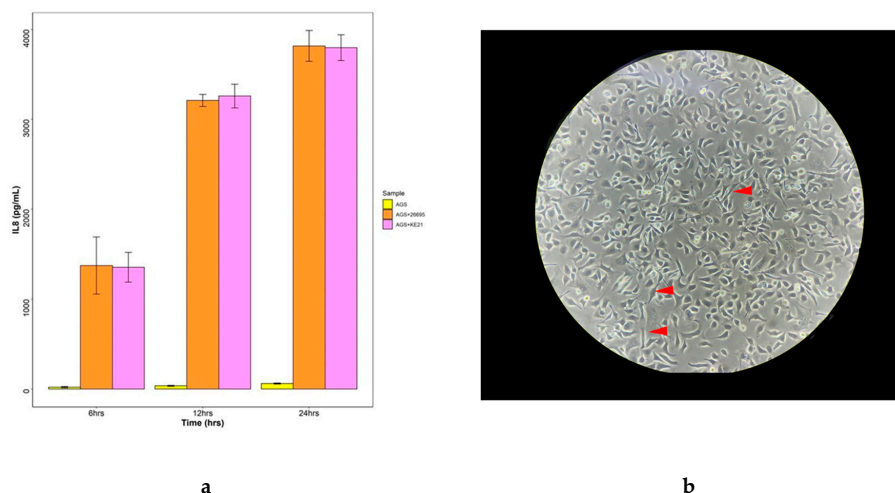 4000
3000
2000
1000
0
IL8 (pg/mL)
6hrs
12hrs
24hrs
Time (hrs)
Sample
AGS
AGS+26695
AGS+KE21
a
b